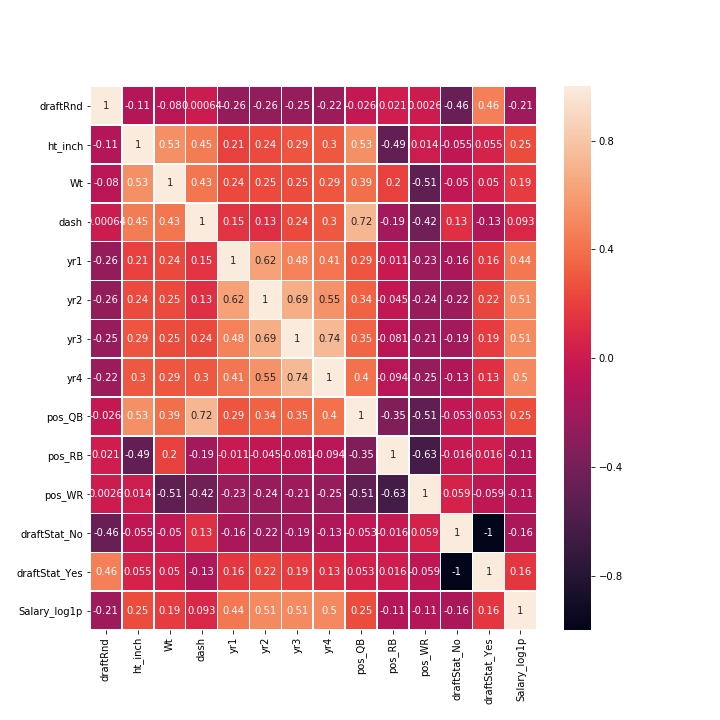 draftRnd 1 -0.11 -0.08 0.00064 -0.26 -0.26 -0.25 -0.22 -0.026 0.021 0.0026 -0.46 0.46 -0.21
ht_inch -0.11 1 0.53 0.45 0.21 0.24 0.29 0.3 0.53 -0.49 0.014 -0.055 0.055 0.25
0.8
Wt -0.08 0.53 1 0.43 0.24 0.25 0.25 0.29 0.39 0.2 -0.51 -0.05 0.05 0.19
dash 0.00064 0.45 0.43 1 0.15 0.13 0.24 0.3 0.72 -0.19 -0.42 0.13 -0.13 0.093
0.4
yr1 -0.26 0.21 0.24 0.15 1 0.62 0.48 0.41 0.29 -0.011 -0.23 -0.16 0.16 0.44
yr2 -0.26 0.24 0.25 0.13 0.62 1 0.69 0.55 0.34 -0.045 -0.24 -0.22 0.22 0.51
yr3 -0.25 0.29 0.25 0.24 0.48 0.69 1 0.74 0.35 -0.081 -0.21 -0.19 0.19 0.51
0.0
yr4 -0.22 0.3 0.29 0.3 0.41 0.55 0.74 1 0.4 -0.094 -0.25 -0.13 0.13 0.5
pos_QB -0.026 0.53 0.39 0.72 0.29 0.34 0.35 0.4 1 -0.35 -0.51 -0.053 0.053 0.25
pos_RB 0.021 -0.49 0.2 -0.19 -0.011 -0.045 -0.081 -0.094 -0.35 1 -0.63 -0.016 0.016 -0.11
-0.4
pos_WR 0.0026 0.014 -0.51 -0.42 -0.23 -0.24 -0.21 -0.25 -0.51 -0.63 1 0.059 -0.059 -0.11
draftStat_No -0.46 -0.055 -0.05 0.13 -0.16 -0.22 -0.19 -0.13 -0.053 -0.016 0.059 1 -1 -0.16
draftStat_Yes 0.46 0.055 0.05 -0.13 0.16 0.22 0.19 0.13 0.053 0.016 -0.059 -1 1 0.16
-0.8
Salary_log1p -0.21 0.25 0.19 0.093 0.44 0.51 0.51 0.5 0.25 -0.11 -0.11 -0.16 0.16 1
draftRnd ht_inch Wt dash yr1 yr2 yr3 yr4 pos_QB pos_RB pos_WR draftStat_No draftStat_Yes Salary_log1p